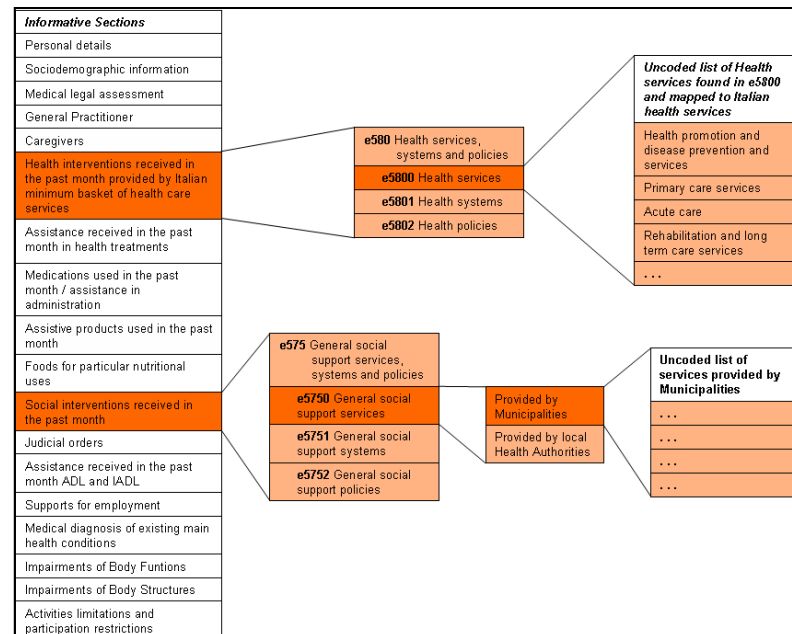 Informative Sections
Personal details
Sociodemographic information
Medical legal assessment
General Practitioner
Caregivers
Health interventions received in
the past month provided by Italian
minimum basket of health care
services
Assistance received in the past
month in health treatments
Medications used in the past
month / assistance in
administration
Assistive products used in the past
month
Foods for particular nutritional
uses
Social interventions received in
the past month
Judicial orders
Assistance received in the past
month ADL and IADL
Supports for employment
Medical diagnosis of existing main
health conditions
Impairments of Body Funtions
Impairments of Body Structures
Activities limitations and
participation restrictions
e580 Health services,
systems and policies
e5800 Health services
e5801 Health systems
e5802 Health policies
Uncoded list of Health
services found in e5800
and mapped to Italian
health services
Health promotion and
disease prevention and
services
Primary care services
Acute care
Rehabilitation and long
term care services
. . .
e575 General social
support services,
systems and policies
e5750 General social
support services
e5751 General social
support systems
e5752 General social
support policies
Provided by
Municipalities
Provided by local
Health Authorities
Uncoded list of
services provided by
Municipalities
. . .
. . .
. . .
. . .